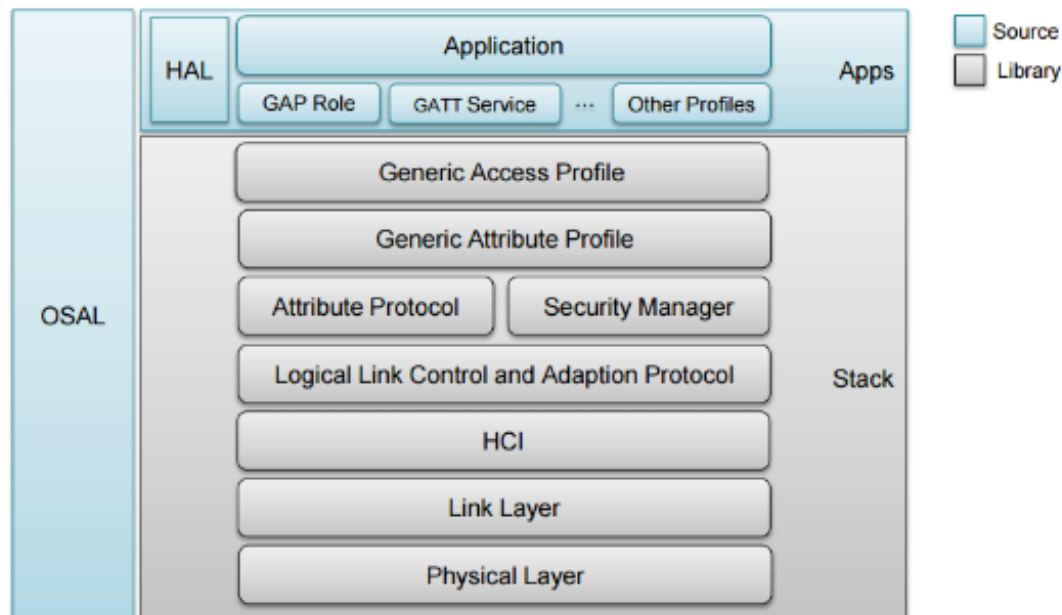 OSAL
HAL
Application
GAP Role
GATT Service
...
Other Profiles
Apps
Source
Library
Generic Access Profile
Generic Attribute Profile
Attribute Protocol
Security Manager
Logical Link Control and Adaption Protocol
HCI
Link Layer
Physical Layer
Stack